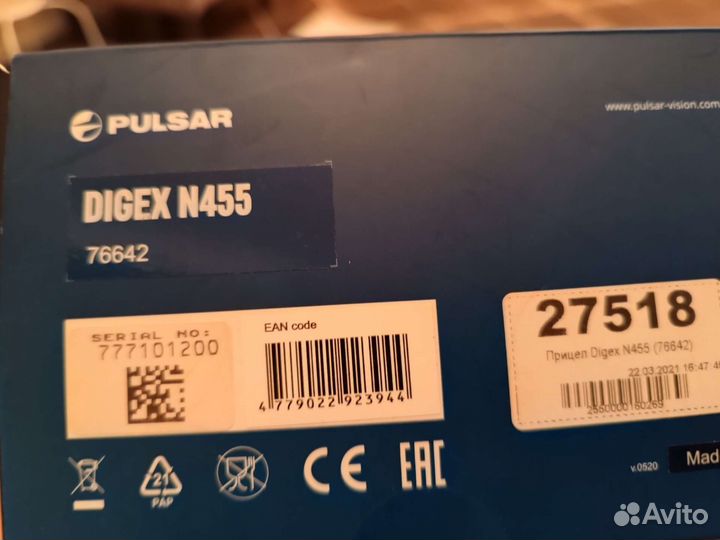 PULSAR
www.pulsar-vision.com
DIGEX N455
76642
SERIAL NO:
777101200
EAN code
4 779022 923944
27518
Прицел Digex N455 (76642)
22.03.2021 16:47:4
21
PAP
CE
EAC
v.0520
Mad
Avito